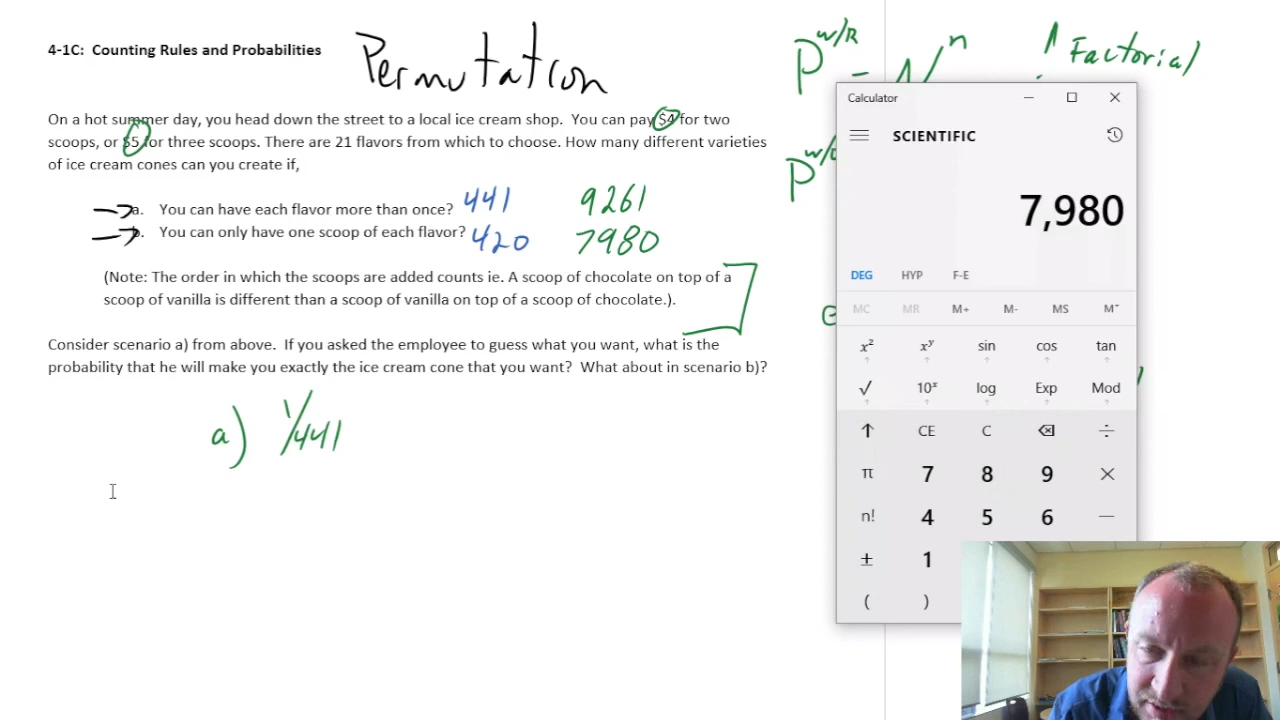 4-1C: Counting Rules and Probabilities
Permutation
P w/R = N n
↑ Factorial
On a hot summer day, you head down the street to a local ice cream shop. You can pay $4 for two
scoops, or $5 for three scoops. There are 21 flavors from which to choose. How many different varieties
of ice cream cones can you create if,
P w/o
a. You can have each flavor more than once? 441 9261
b. You can only have one scoop of each flavor? 420 7980
(Note: The order in which the scoops are added counts ie. A scoop of chocolate on top of a
scoop of vanilla is different than a scoop of vanilla on top of a scoop of chocolate.).
Consider scenario a) from above. If you asked the employee to guess what you want, what is the
probability that he will make you exactly the ice cream cone that you want? What about in scenario b)?
a) 1/441
Calculator
SCIENTIFIC
7,980
DEG HYP F-E
MC MR M+ M- MS M˅
x² xʸ sin cos tan
√ 10ˣ log Exp Mod
↑ CE C ⌫ ÷
π 7 8 9 ×
n! 4 5 6 −
± 1
( )